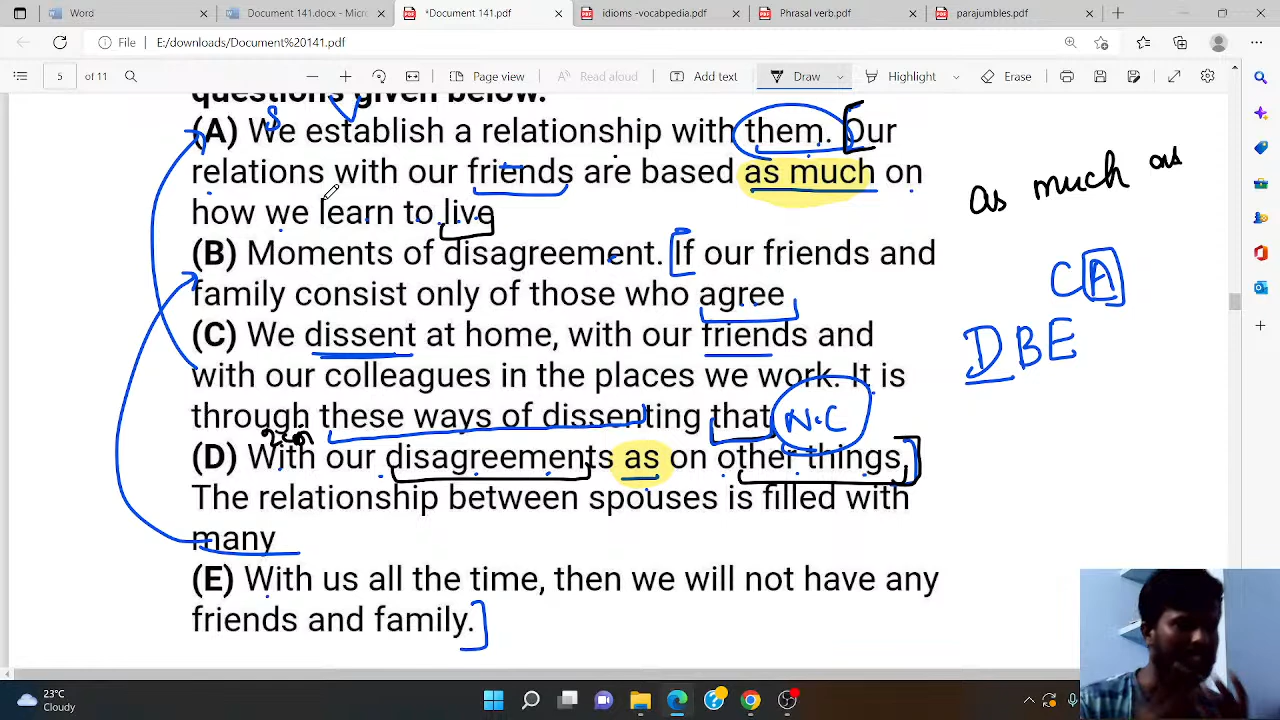 Word
Document 141.docx - Micros
*Document 141.pdf
idioms -vocabpedia.pdf
Phrasal verb.pdf
parajumbles.pdf
File
E:/downloads/Document%20141.pdf
5 of 11
Page view
Read aloud
Add text
Draw
Highlight
Erase
questions given below.
S V
(A) We establish a relationship with them. Our
relations with our friends are based as much on
how we learn to live
(B) Moments of disagreement. If our friends and
family consist only of those who agree
(C) We dissent at home, with our friends and
with our colleagues in the places we work. It is
through these ways of dissenting that N.C
(D) With our disagreements as on other things,
The relationship between spouses is filled with
many
(E) With us all the time, then we will not have any
friends and family.
as much as
C A
D B E
23°C
Cloudy